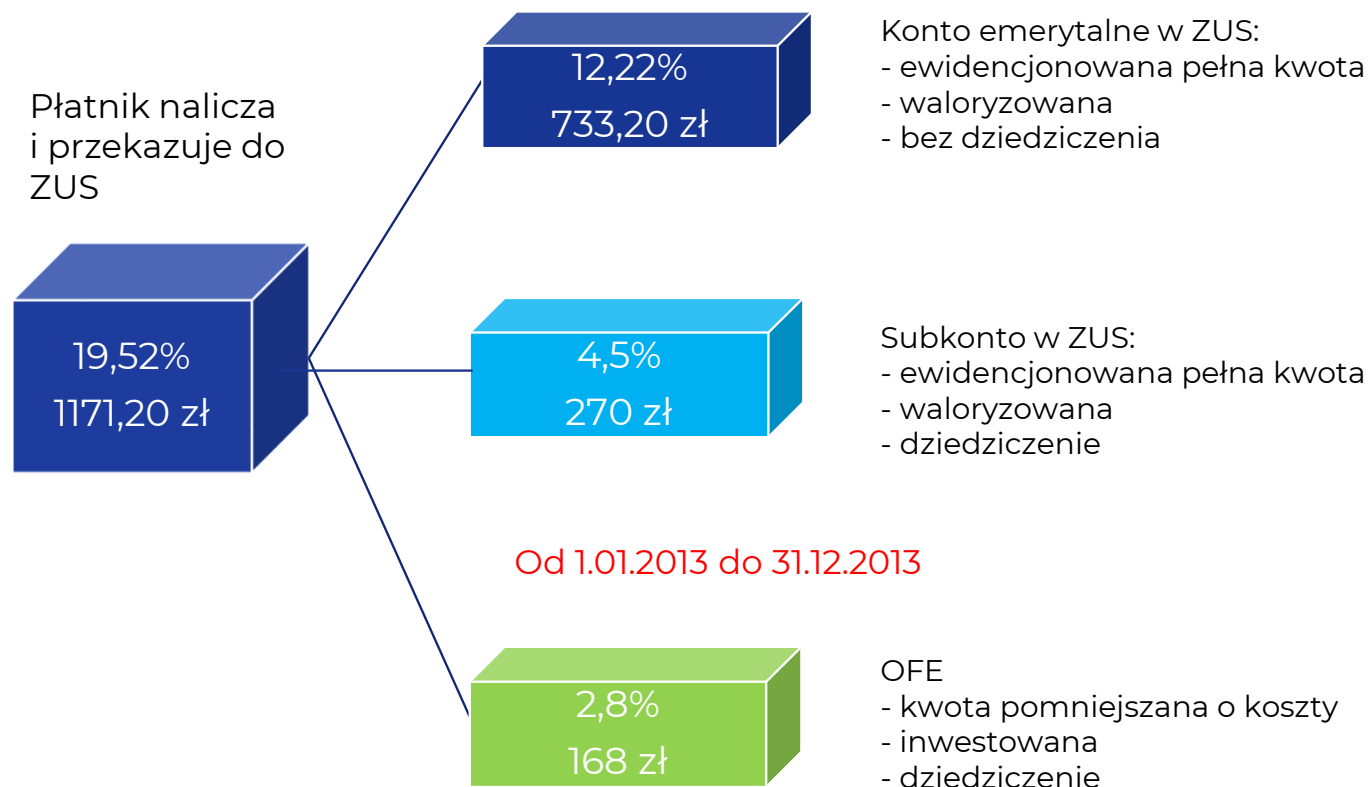 Płatnik nalicza
i przekazuje do
ZUS
19,52%
1171,20 zł
12,22%
733,20 zł
Konto emerytalne w ZUS:
- ewidencjonowana pełna kwota
- waloryzowana
- bez dziedziczenia
4,5%
270 zł
Subkonto w ZUS:
- ewidencjonowana pełna kwota
- waloryzowana
- dziedziczenie
Od 1.01.2013 do 31.12.2013
2,8%
168 zł
OFE
- kwota pomniejszana o koszty
- inwestowana
- dziedziczenie